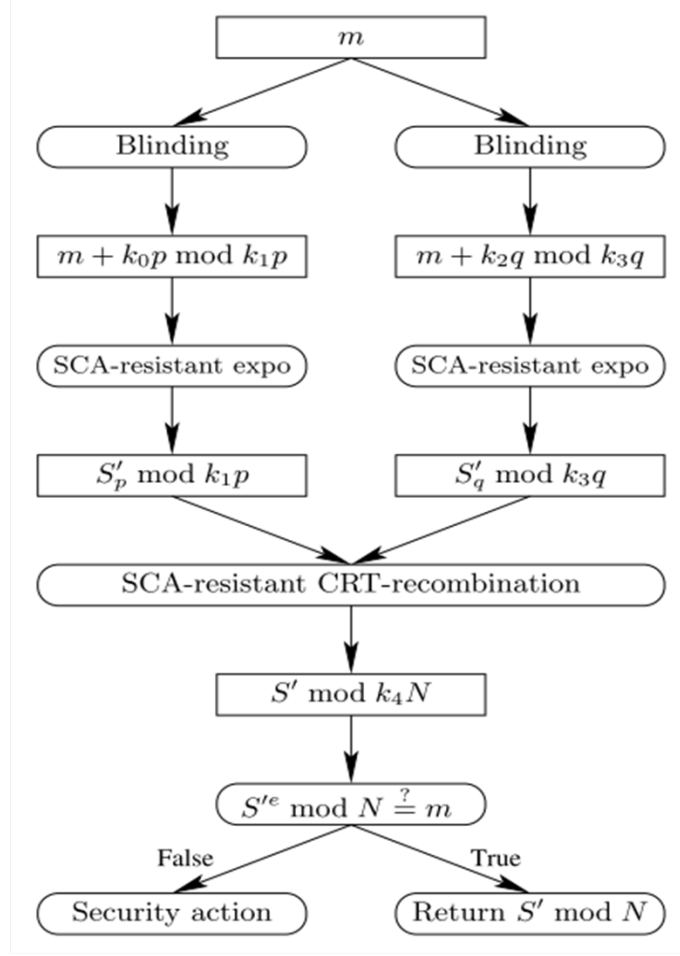 m
Blinding
Blinding
m + k₀p mod k₁p
m + k₂q mod k₃q
SCA-resistant expo
SCA-resistant expo
S′ₚ mod k₁p
S′_q mod k₃q
SCA-resistant CRT-recombination
S′ mod k₄N
S′ᵉ mod N ≟ m
False
True
Security action
Return S′ mod N